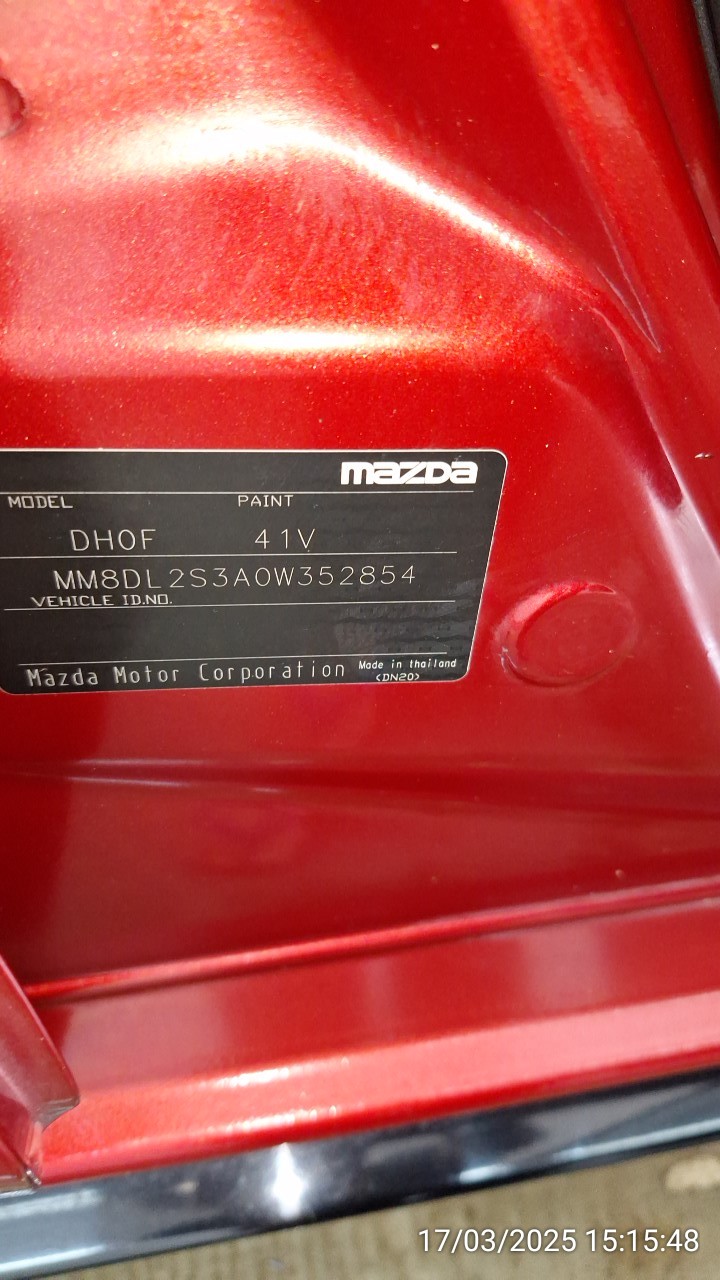 mazda
MODEL PAINT
DH0F 41V
MM8DL2S3A0W352854
VEHICLE ID.NO.
Mazda Motor Corporation Made in thailand
<DN20>
17/03/2025 15:15:48